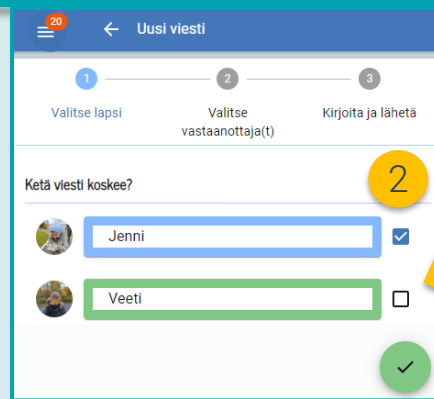 20
Uusi viesti
1
2
3
Valitse lapsi
Valitse
vastaanottaja(t)
Kirjoita ja lähetä
Ketä viesti koskee?
2
Jenni
Veeti